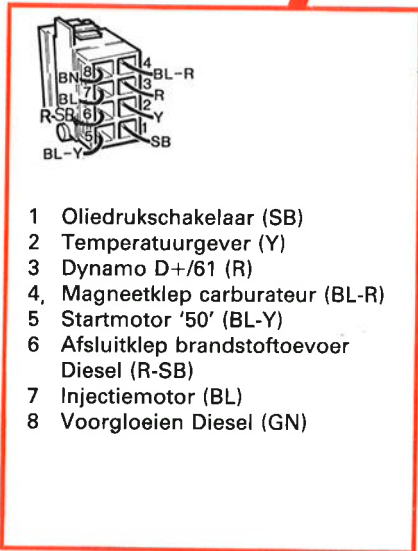 8 4
BN BL-R
7 3
BL R
R-SB 6 2
Y
5 1
BL-Y SB
1 Oliedrukschakelaar (SB)
2 Temperatuurgever (Y)
3 Dynamo D+/61 (R)
4, Magneetklep carburateur (BL-R)
5 Startmotor '50' (BL-Y)
6 Afsluitklep brandstoftoevoer
Diesel (R-SB)
7 Injectiemotor (BL)
8 Voorgloeien Diesel (GN)